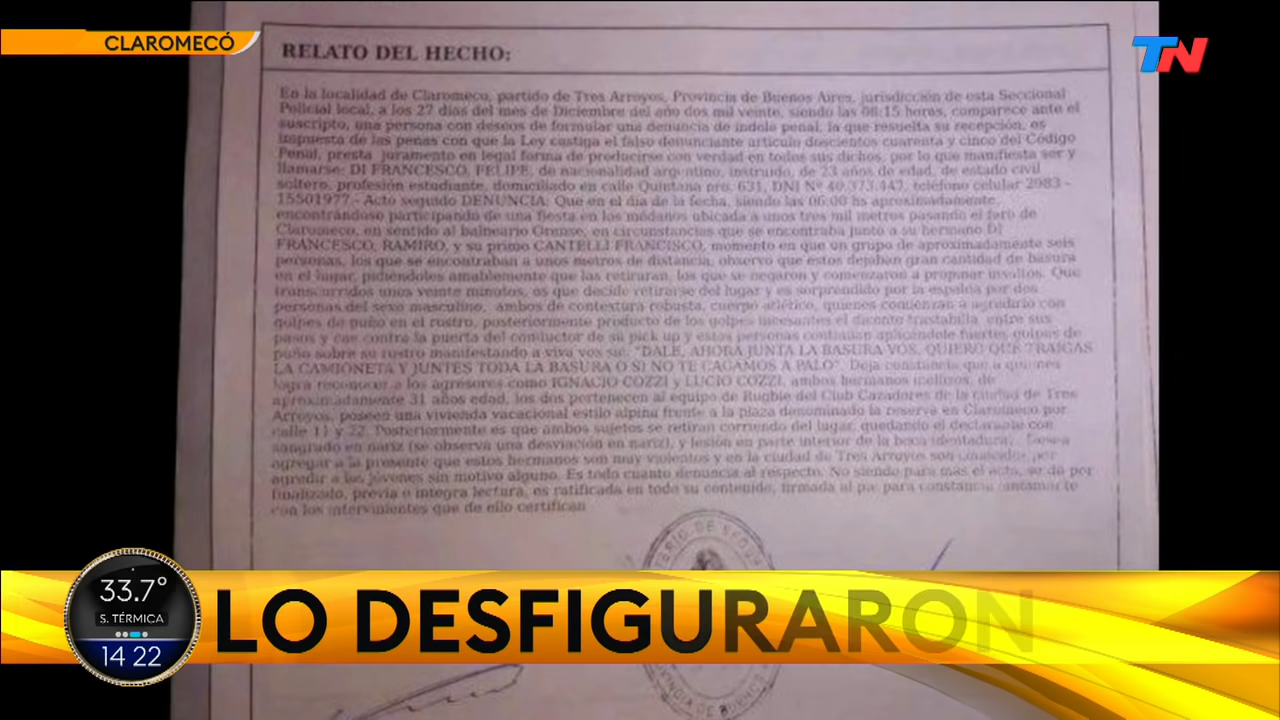 CLAROMECÓ
TN
RELATO DEL HECHO:
En la localidad de Claromeco, partido de Tres Arroyos, Provincia de Buenos Aires, jurisdicción de esta Seccional
Policial local, a los 27 días del mes de Diciembre del año dos mil veinte, siendo las 08:15 horas, comparece ante el
suscripto, una persona con deseos de formular una denuncia de indole penal, la que resuelta su recepción, es
impuesta de las penas con que la Ley castiga el falso denunciante artículo doscientos cuarenta y cinco del Código
Penal, presta juramento en legal forma de producirse con verdad en todos sus dichos, por lo que manifiesta ser y
llamarse: DI FRANCESCO, FELIPE, de nacionalidad argentino, instruido, de 23 años de edad, de estado civil
soltero, profesión estudiante, domiciliado en calle Quintana nro. 631, DNI Nº 40.373.447, teléfono celular 2983 -
15501977.- Acto seguido DENUNCIA: Que en el día de la fecha, siendo las 06:00 hs aproximadamente,
encontrándose participando de una fiesta en los médanos ubicada a unos tres mil metros pasando el faro de
Claromeco, en sentido al balneario Orense, en circunstancias que se encontraba junto a su hermano DI
FRANCESCO, RAMIRO, y su primo CANTELLI FRANCISCO, momento en que un grupo de aproximadamente seis
personas, los que se encontraban a unos metros de distancia, observo que estos dejaban gran cantidad de basura
en el lugar, pidiéndoles amablemente que las retiraran, los que se negaron y comenzaron a propinar insultos. Que
transcurridos unos veinte minutos, es que decide retirarse del lugar y es sorprendido por la espalda por dos
personas del sexo masculino, ambos de contextura robusta, cuerpo atlético, quienes comienzan a agredirlo con
golpes de puño en el rostro, posteriormente producto de los golpes incesantes el dicente trastabilla entre sus
pasos y cae contra la puerta del conductor de su pick up y estas personas continúan aplicándole fuertes golpes de
puño sobre su rostro manifestando a viva vos sic. "DALE, AHORA JUNTA LA BASURA VOS, QUIERO QUE TRAIGAS
LA CAMIONETA Y JUNTES TODA LA BASURA O SI NO TE CAGAMOS A PALO". Deja constancia que a quienes
logra reconocer a los agresores como IGNACIO COZZI y LUCIO COZZI, ambos hermanos mellizos, de
aproximadamente 31 años edad, los dos pertenecen al equipo de Rugbie del Club Cazadores de la ciudad de Tres
Arroyos, poseen una vivienda vacacional estilo alpina frente a la plaza denominado la reserva en Claromeco por
calle 11 y 22. Posteriormente es que ambos sujetos se retiran corriendo del lugar, quedando el declarante con
sangrado en nariz (se observa una desviación en nariz), y lesión en parte interior de la boca (dentadura). Desea
agregar a la presente que estos hermanos son muy violentos y en la ciudad de Tres Arroyos son por
agredir a los jóvenes sin motivo alguno. Es todo cuanto denuncia al respecto. No siendo para más el acto, se da por
finalizado, previa e integra lectura, es ratificada en todo su contenido, firmada al pie para constancia
con los intervinientes que de ello certifican
LO DESFIGURARON
33.7°
S. TÉRMICA
14 22